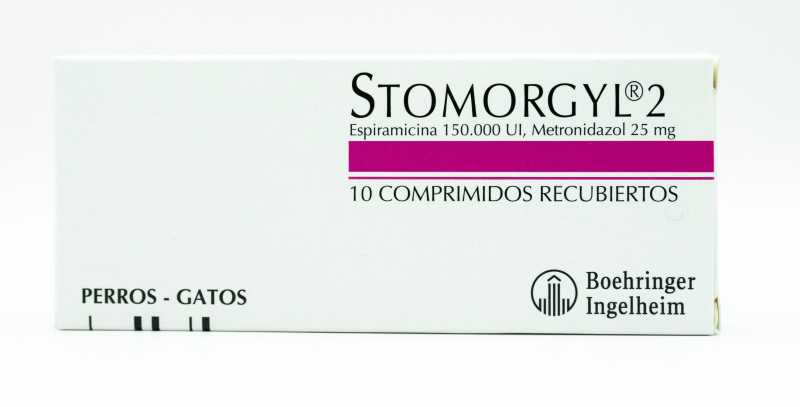 STOMORGYL®2
Espiramicina 150.000 UI, Metronidazol 25 mg
10 COMPRIMIDOS RECUBIERTOS
PERROS - GATOS
Boehringer
Ingelheim